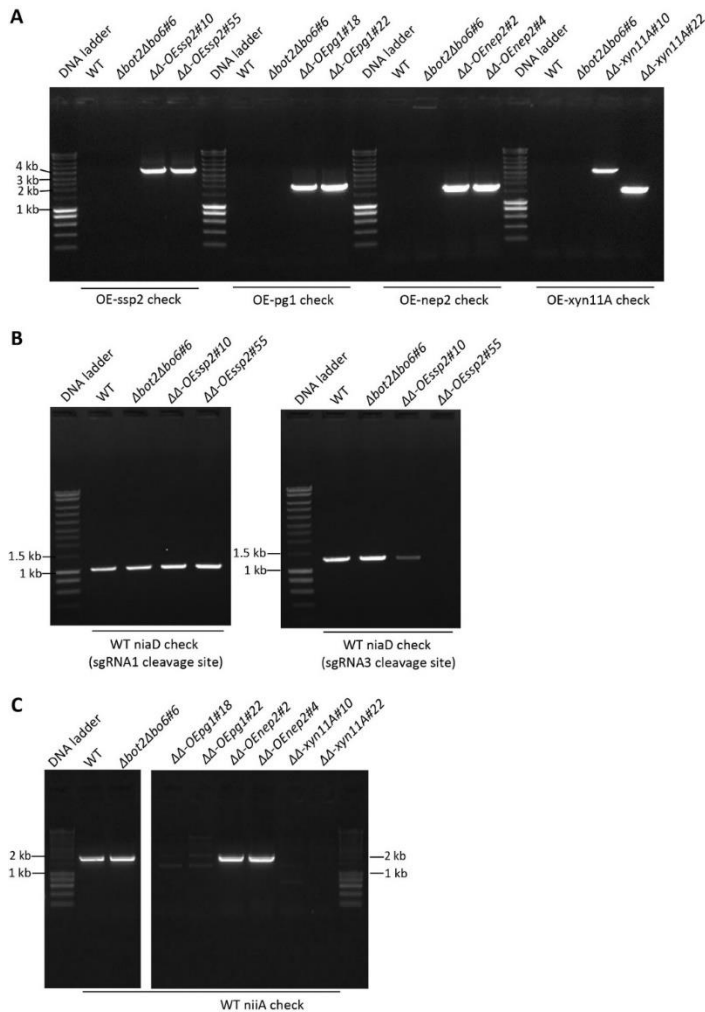 A
DNA ladder
WT
Δbot2Δbo6#6
ΔΔ-OEssp2#10
ΔΔ-OEssp2#55
DNA ladder
WT
Δbot2Δbo6#6
ΔΔ-OEpg1#18
ΔΔ-OEpg1#22
DNA ladder
WT
Δbot2Δbo6#6
ΔΔ-OEnep2#2
ΔΔ-OEnep2#4
DNA ladder
WT
Δbot2Δbo6#6
ΔΔ-xyn11A#10
ΔΔ-xyn11A#22
4 kb
3 kb
2 kb
1 kb
OE-ssp2 check
OE-pg1 check
OE-nep2 check
OE-xyn11A check
B
DNA ladder
WT
Δbot2Δbo6#6
ΔΔ-OEssp2#10
ΔΔ-OEssp2#55
1.5 kb
1 kb
WT niaD check
(sgRNA1 cleavage site)
DNA ladder
WT
Δbot2Δbo6#6
ΔΔ-OEssp2#10
ΔΔ-OEssp2#55
1.5 kb
1 kb
WT niaD check
(sgRNA3 cleavage site)
C
DNA ladder
WT
Δbot2Δbo6#6
ΔΔ-OEpg1#18
ΔΔ-OEpg1#22
ΔΔ-OEnep2#2
ΔΔ-OEnep2#4
ΔΔ-xyn11A#10
ΔΔ-xyn11A#22
2 kb
1 kb
2 kb
1 kb
WT niiA check